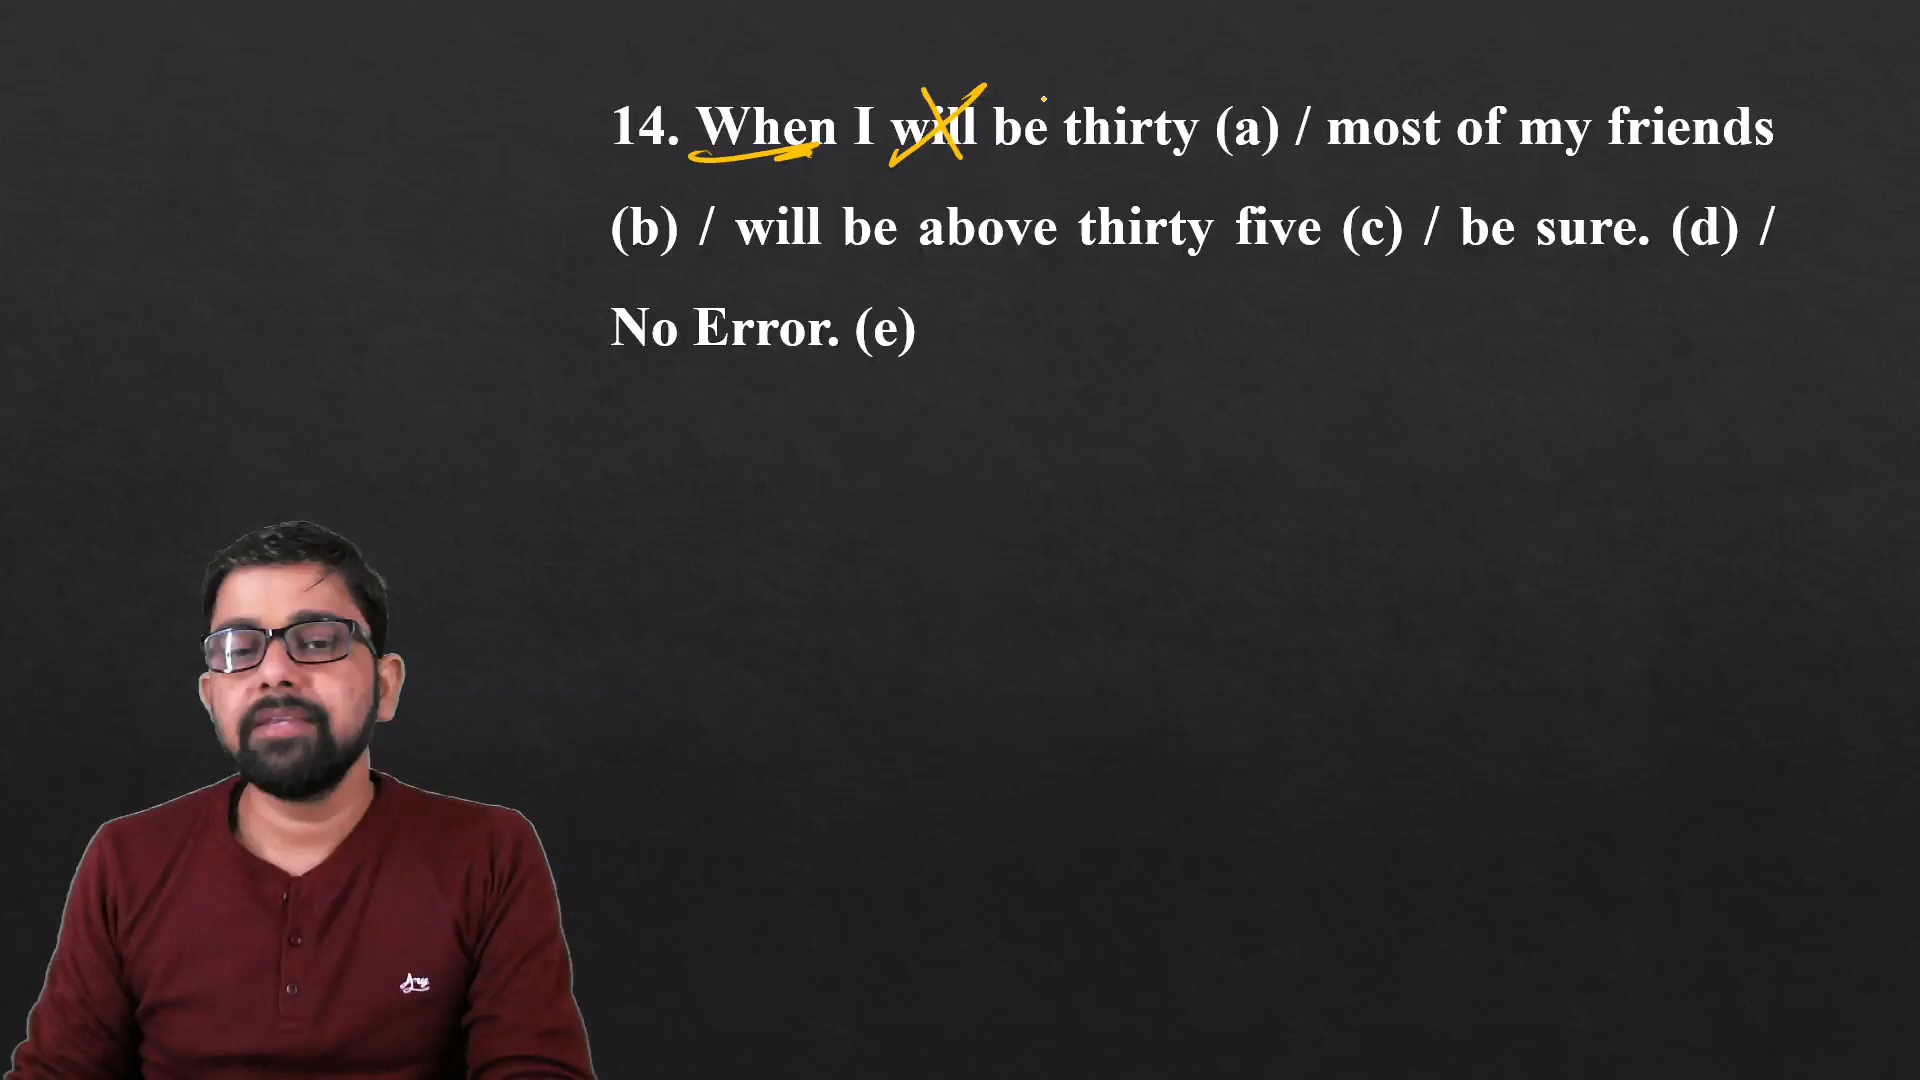 14. When I will be thirty (a) / most of my friends
(b) / will be above thirty five (c) / be sure. (d) /
No Error. (e)